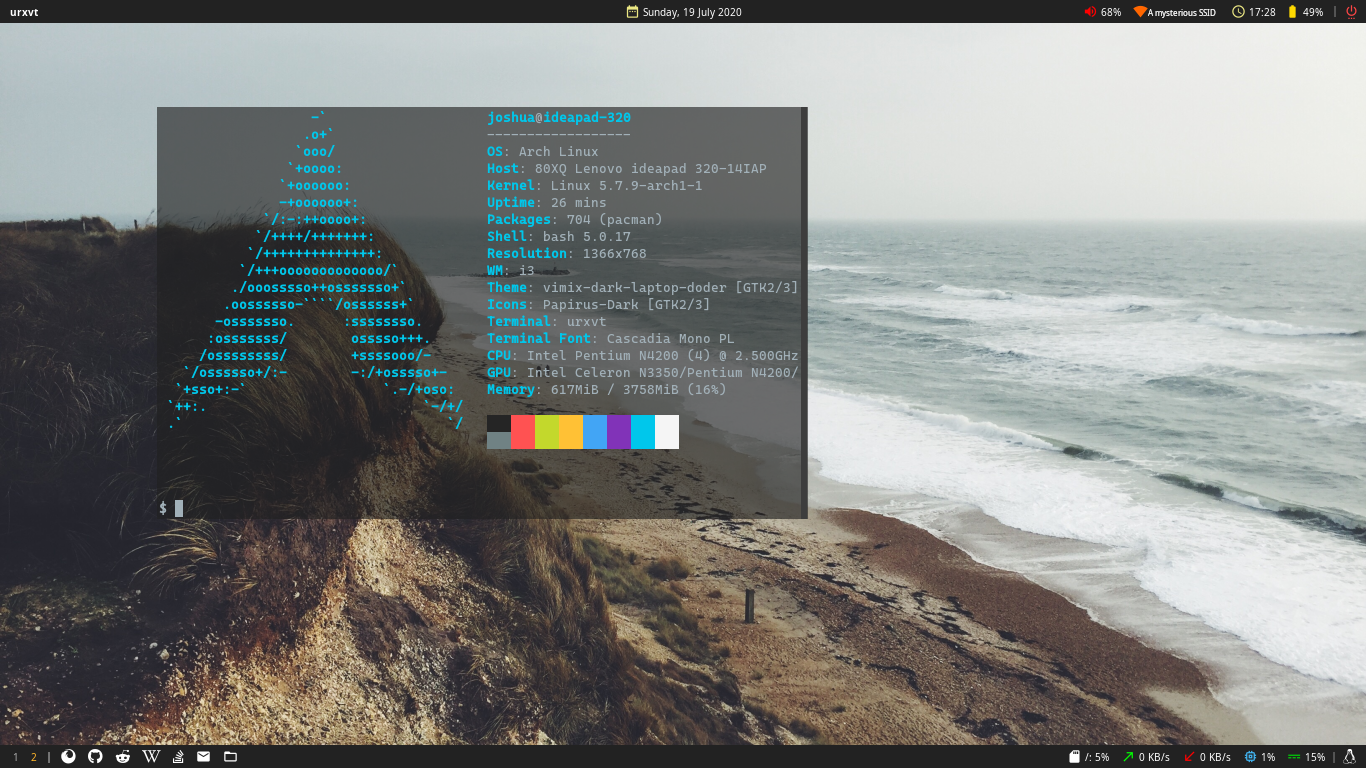 urxvt
Sunday, 19 July 2020
68% A mysterious SSID 17:28 49% |
joshua@ideapad-320
------------------
OS: Arch Linux
Host: 80XQ Lenovo ideapad 320-14IAP
Kernel: Linux 5.7.9-arch1-1
Uptime: 26 mins
Packages: 704 (pacman)
Shell: bash 5.0.17
Resolution: 1366x768
WM: i3
Theme: vimix-dark-laptop-doder [GTK2/3]
Icons: Papirus-Dark [GTK2/3]
Terminal: urxvt
Terminal Font: Cascadia Mono PL
CPU: Intel Pentium N4200 (4) @ 2.500GHz
GPU: Intel Celeron N3350/Pentium N4200/
Memory: 617MiB / 3758MiB (16%)
$
1 2 | W
/: 5% 0 KB/s 0 KB/s 1% 15% |